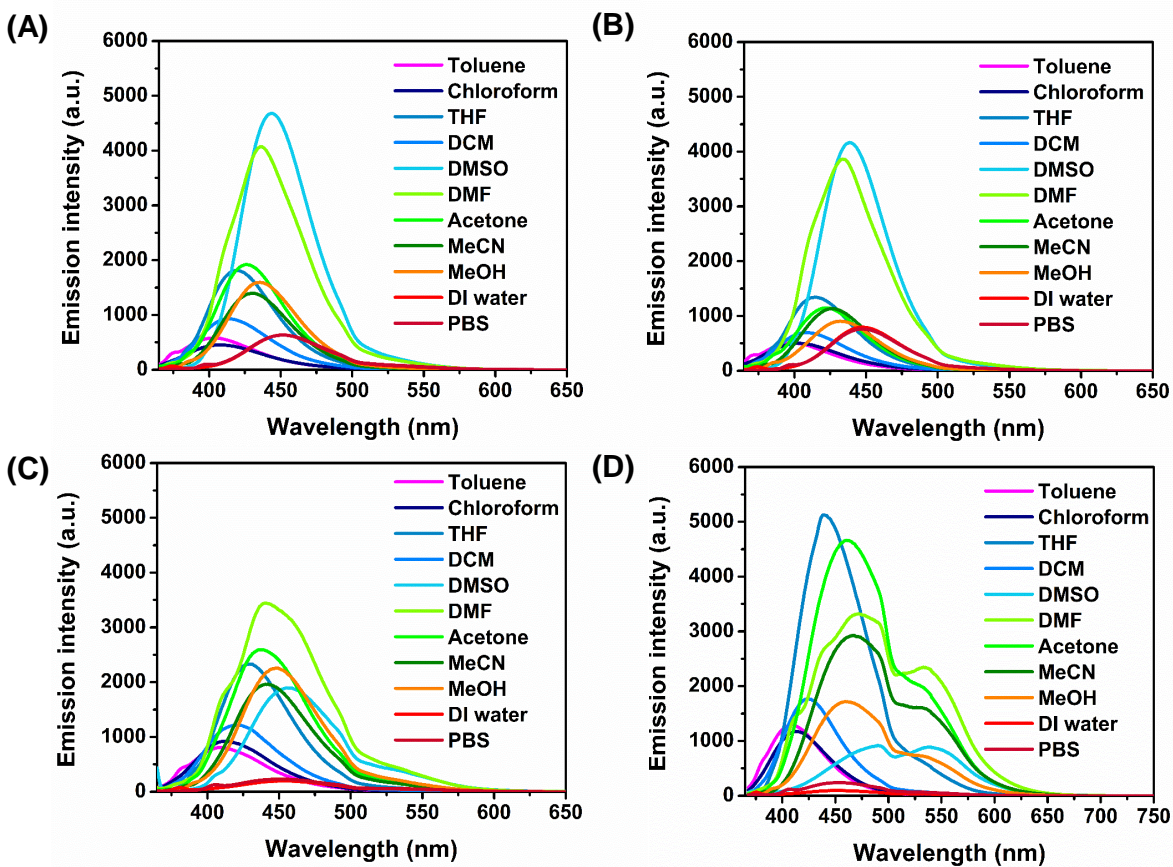 (A)
6000
5000
4000
3000
2000
1000
0
Emission intensity (a.u.)
Toluene
Chloroform
THF
DCM
DMSO
DMF
Acetone
MeCN
MeOH
DI water
PBS
400 450 500 550 600 650
Wavelength (nm)
(B)
6000
5000
4000
3000
2000
1000
0
Emission intensity (a.u.)
Toluene
Chloroform
THF
DCM
DMSO
DMF
Acetone
MeCN
MeOH
DI water
PBS
400 450 500 550 600 650
Wavelength (nm)
(C)
6000
5000
4000
3000
2000
1000
0
Emission intensity (a.u.)
Toluene
Chloroform
THF
DCM
DMSO
DMF
Acetone
MeCN
MeOH
DI water
PBS
400 450 500 550 600 650
Wavelength (nm)
(D)
6000
5000
4000
3000
2000
1000
0
Emission intensity (a.u.)
Toluene
Chloroform
THF
DCM
DMSO
DMF
Acetone
MeCN
MeOH
DI water
PBS
400 450 500 550 600 650 700 750
Wavelength (nm)